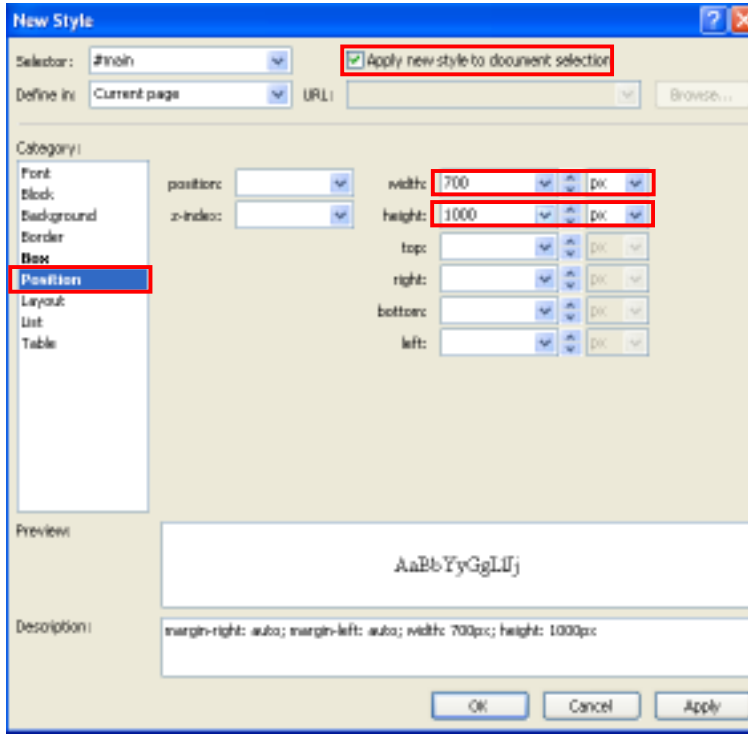 New Style
Selector: #main Apply new style to document selection
Define in: Current page URL: Browse...
Category:
Font
Block
Background
Border
Box
Position
Layout
List
Table
position: width: 700 px
z-index: height: 1000 px
top: px
right: px
bottom: px
left: px
Preview:
AaBbYyGgLlJj
Description: margin-right: auto; margin-left: auto; width: 700px; height: 1000px
OK Cancel Apply